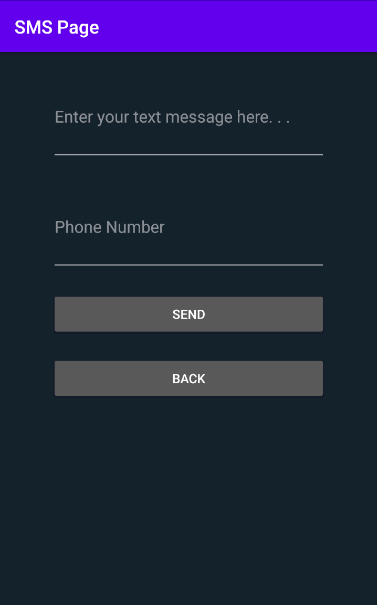 SMS Page
Enter your text message here. . .
Phone Number
SEND
BACK